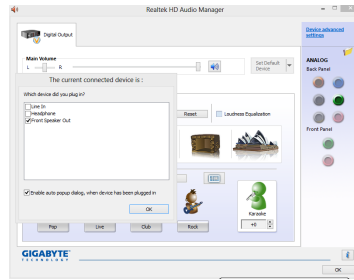 Realtek HD Audio Manager
Digital Output
Device advanced
settings
Main Volume
L
R
Set Default
Device
ANALOG
Back Panel
The current connected device is :
Which device did you plug in?
Line In
Headphone
Front Speaker Out
Reset
Loudness Equalization
Front Panel
Enable auto popup dialog, when device has been plugged in
OK
Karaoke
Pop
Live
Club
Rock
+0
GIGABYTE
TECHNOLOGY
OK